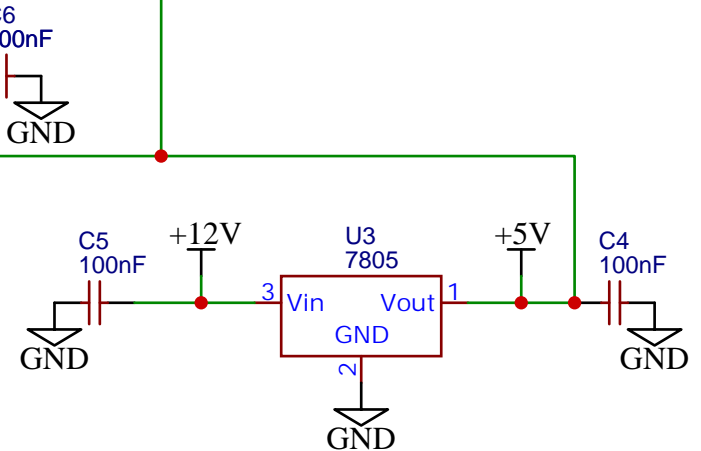 00nF
GND
C5
100nF
+12V
U3
7805
+5V
C4
100nF
3
Vin
Vout
1
GND
2
GND
GND
GND